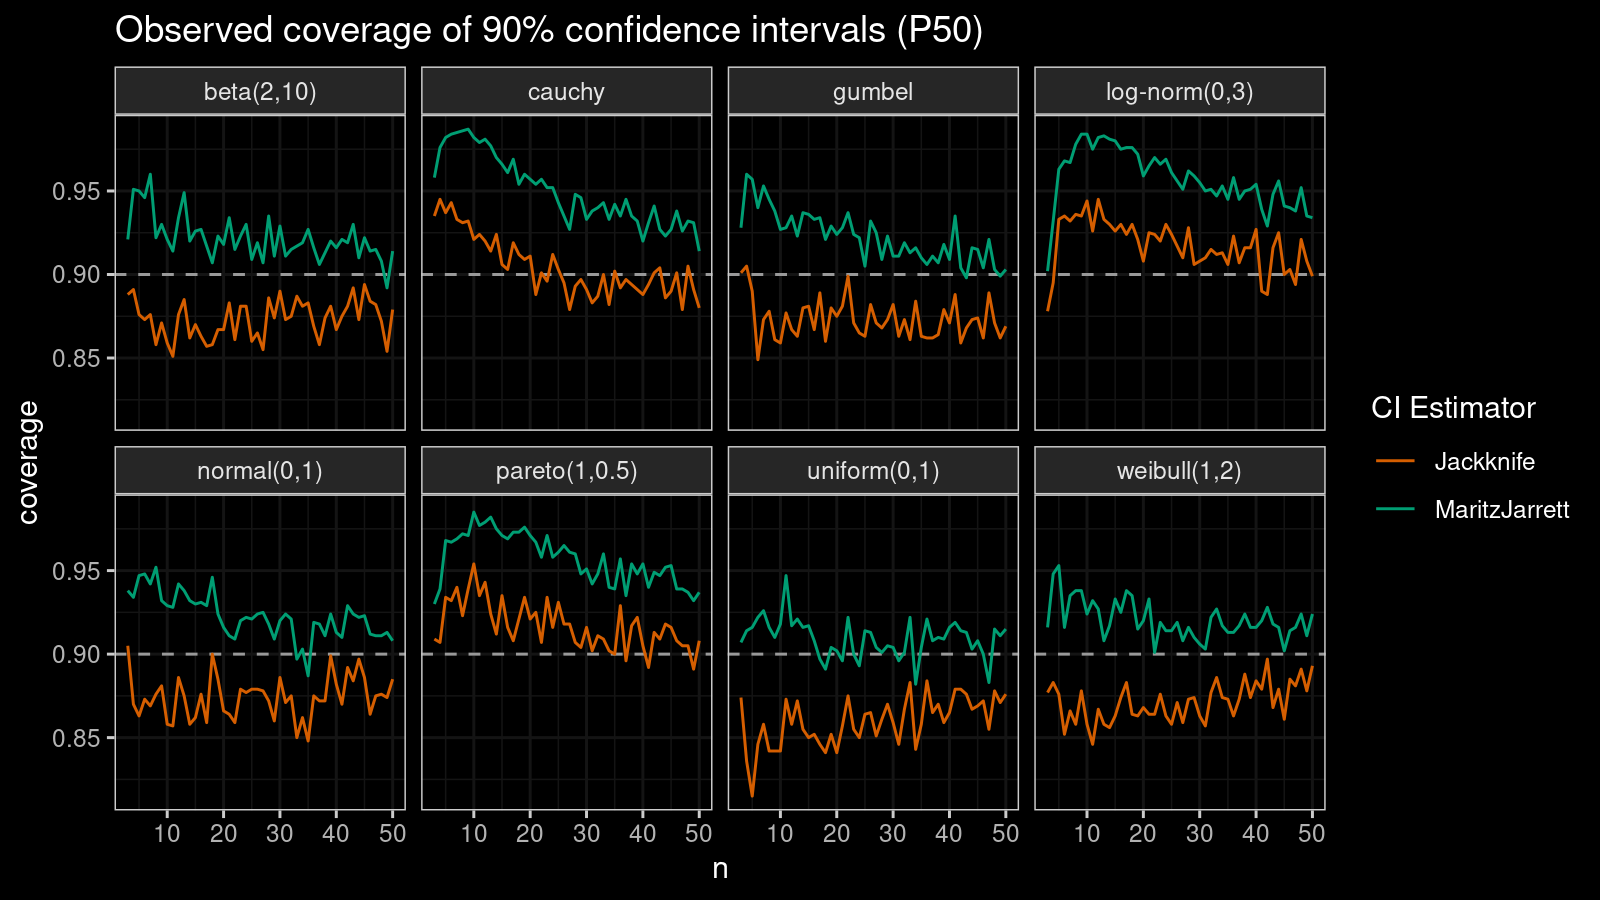 Observed coverage of 90% confidence intervals (P50)
beta(2,10) cauchy gumbel log-norm(0,3)
0.95
0.90
0.85
normal(0,1) pareto(1,0.5) uniform(0,1) weibull(1,2)
0.95
0.90
0.85
10 20 30 40 50 10 20 30 40 50 10 20 30 40 50 10 20 30 40 50
n
coverage
CI Estimator
Jackknife
MaritzJarrett